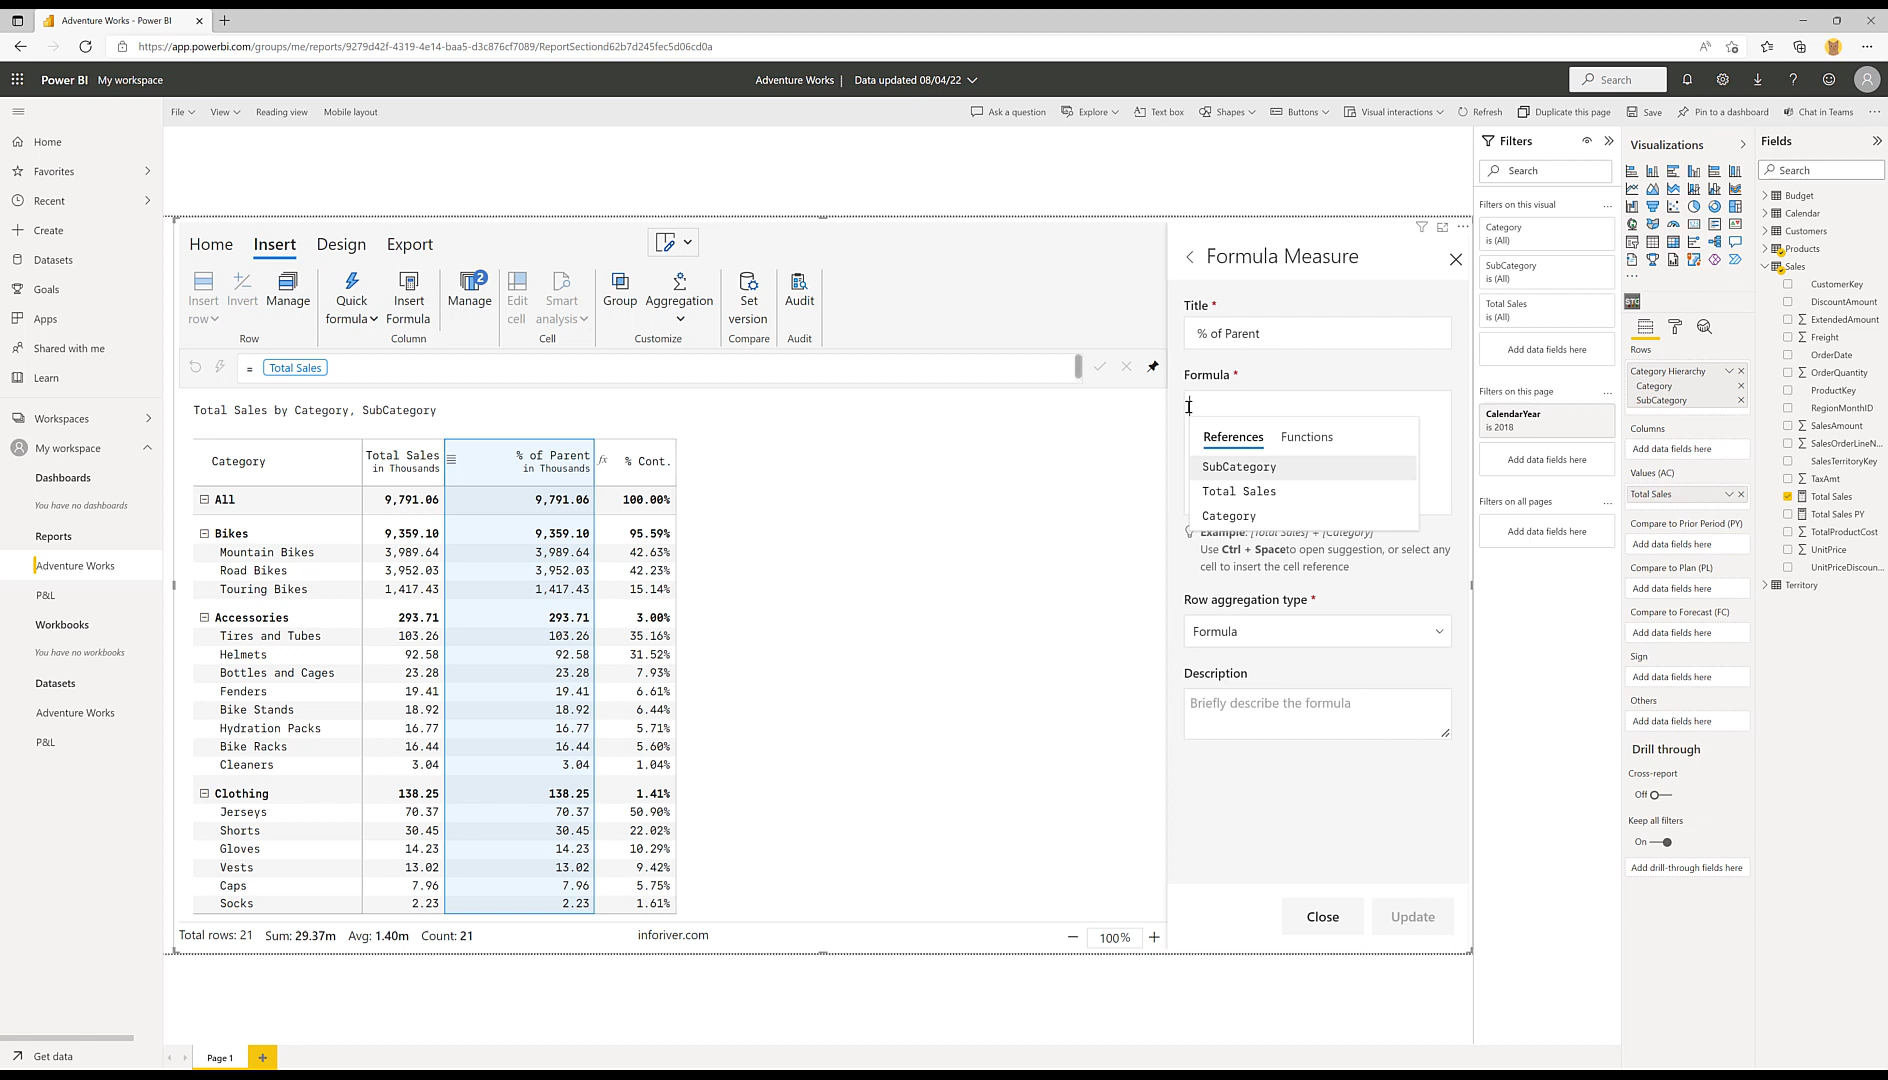 Adventure Works - Power BI
https://app.powerbi.com/groups/me/reports/9279d42f-4319-4e14-baa5-d3c876cf7089/ReportSectiond62b7d245fec5d06cd0a
Power BI My workspace
Adventure Works | Data updated 08/04/22
Search
File View Reading view Mobile layout
Ask a question Explore Text box Shapes Buttons Visual interactions Refresh Duplicate this page Save Pin to a dashboard Chat in Teams
Home
Favorites
Recent
Create
Datasets
Goals
Apps
Shared with me
Learn
Workspaces
My workspace
Dashboards
You have no dashboards
Reports
Adventure Works
P&L
Workbooks
You have no workbooks
Datasets
Adventure Works
P&L
Get data
Home Insert Design Export
Insert row
Invert
Manage
Row
Quick formula
Insert Formula
Column
Manage
2
Edit cell
Smart analysis
Cell
Group
Aggregation
Customize
Set version
Compare
Audit
Audit
= Total Sales
Total Sales by Category, SubCategory
Category Total Sales in Thousands % of Parent in Thousands fx % Cont.
All 9,791.06 9,791.06 100.00%
Bikes 9,359.10 9,359.10 95.59%
Mountain Bikes 3,989.64 3,989.64 42.63%
Road Bikes 3,952.03 3,952.03 42.23%
Touring Bikes 1,417.43 1,417.43 15.14%
Accessories 293.71 293.71 3.00%
Tires and Tubes 103.26 103.26 35.16%
Helmets 92.58 92.58 31.52%
Bottles and Cages 23.28 23.28 7.93%
Fenders 19.41 19.41 6.61%
Bike Stands 18.92 18.92 6.44%
Hydration Packs 16.77 16.77 5.71%
Bike Racks 16.44 16.44 5.60%
Cleaners 3.04 3.04 1.04%
Clothing 138.25 138.25 1.41%
Jerseys 70.37 70.37 50.90%
Shorts 30.45 30.45 22.02%
Gloves 14.23 14.23 10.29%
Vests 13.02 13.02 9.42%
Caps 7.96 7.96 5.75%
Socks 2.23 2.23 1.61%
Total rows: 21 Sum: 29.37m Avg: 1.40m Count: 21 inforiver.com 100%
Page 1
Formula Measure
Title *
% of Parent
Formula *
References Functions
SubCategory
Total Sales
Category
Example: [Total Sales] + [Category]
Use Ctrl + Spaceto open suggestion, or select any
cell to insert the cell reference
Row aggregation type *
Formula
Description
Briefly describe the formula
Close Update
Filters
Search
Filters on this visual
Category
is (All)
SubCategory
is (All)
Total Sales
is (All)
Add data fields here
Filters on this page
CalendarYear
is 2018
Add data fields here
Filters on all pages
Add data fields here
Visualizations
Rows
Category Hierarchy
Category
SubCategory
Columns
Add data fields here
Values (AC)
Total Sales
Compare to Prior Period (PY)
Add data fields here
Compare to Plan (PL)
Add data fields here
Compare to Forecast (FC)
Add data fields here
Sign
Add data fields here
Others
Add data fields here
Drill through
Cross-report
Off
Keep all filters
On
Add drill-through fields here
Fields
Search
Budget
Calendar
Customers
Products
Sales
CustomerKey
DiscountAmount
ExtendedAmount
Freight
OrderDate
OrderQuantity
ProductKey
RegionMonthID
SalesAmount
SalesOrderLineN...
SalesTerritoryKey
TaxAmt
Total Sales
Total Sales PY
TotalProductCost
UnitPrice
UnitPriceDiscoun...
Territory